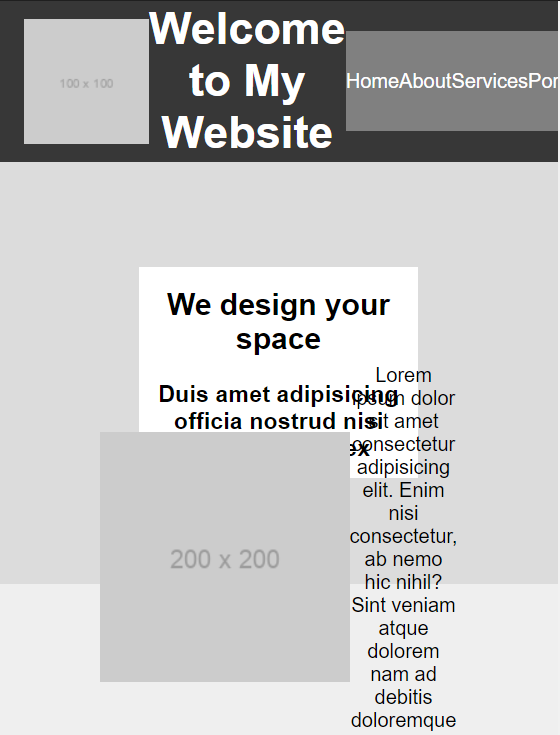 100 x 100
Welcome
to My
Website
HomeAboutServicesPor
We design your
space
Duis amet adipisicing
officia nostrud nisi
ex
200 x 200
Lorem
ipsum dolor
sit amet
consectetur
adipisicing
elit. Enim
nisi
consectetur,
ab nemo
hic nihil?
Sint veniam
atque
dolorem
nam ad
debitis
doloremque